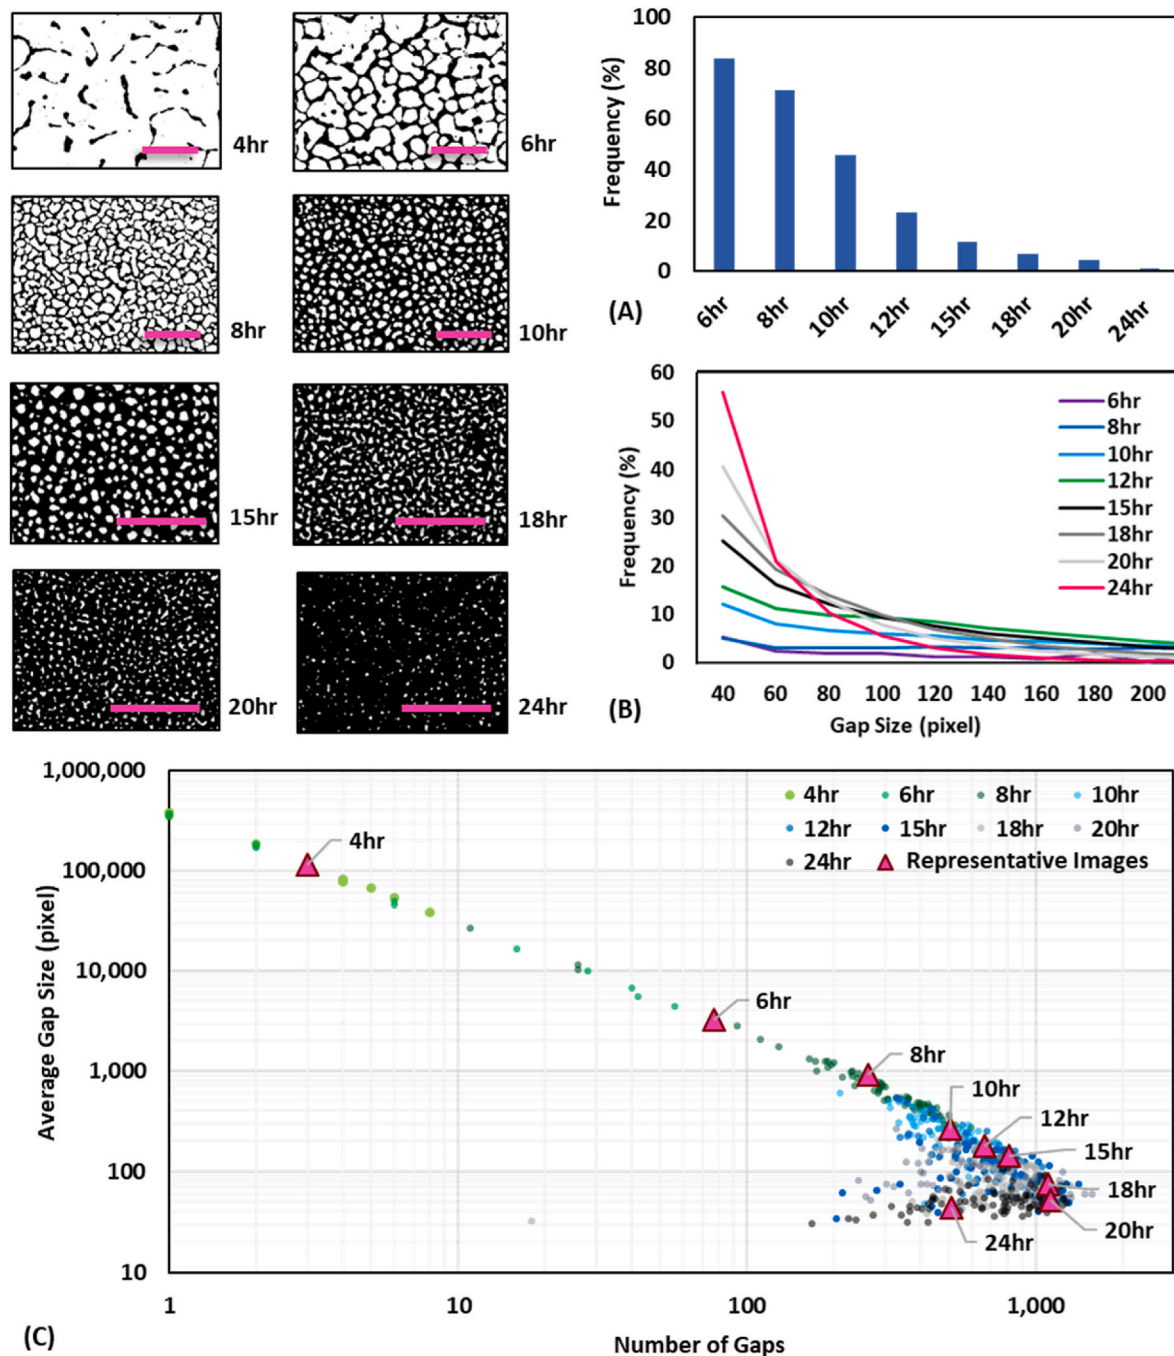 4hr
6hr
8hr
10hr
15hr
18hr
20hr
24hr
100
80
60
40
20
0
Frequency (%)
6hr
8hr
10hr
12hr
15hr
18hr
20hr
24hr
(A)
60
50
40
30
20
10
0
Frequency (%)
6hr
8hr
10hr
12hr
15hr
18hr
20hr
24hr
40 60 80 100 120 140 160 180 200
Gap Size (pixel)
(B)
1,000,000
100,000
10,000
1,000
100
10
Average Gap Size (pixel)
4hr 6hr 8hr 10hr
12hr 15hr 18hr 20hr
24hr Representative Images
4hr
6hr
8hr
10hr
12hr
15hr
18hr
20hr
24hr
1 10 100 1,000
Number of Gaps
(C)